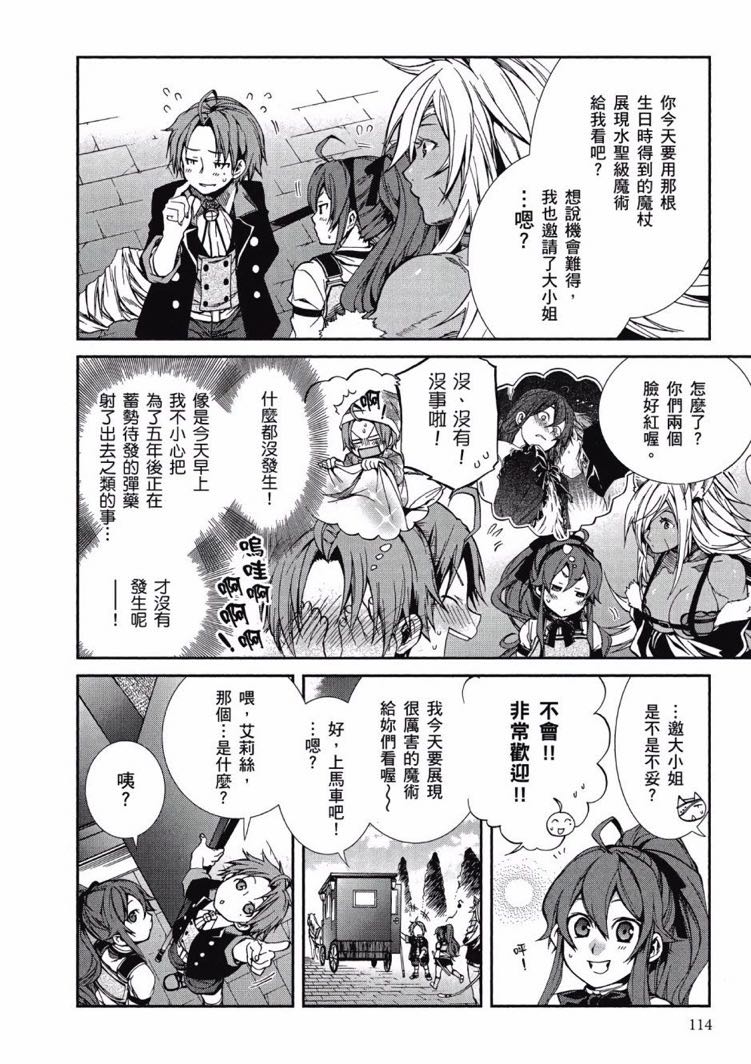 你今天要用那根
生日時得到的魔杖
展現水聖級魔術
給我看吧？
想說機會難得，
我也邀請了大小姐
…嗯？
怎麼了？
你們兩個
臉好紅喔。
沒、沒有！
沒事啦！
什麼都沒發生！
像是今天早上
我不小心把
為了五年後正在
蓄勢待發的彈藥
射了出去之類的事…
才沒有
發生呢
——！
嗚哇啊
啊啊啊
啊啊！
…邀大小姐
是不是不妥？
不會!!
非常歡迎!!
呼！
我今天要展現
很厲害的魔術
給妳們看喔～
好，上馬車吧！
…嗯？
喂，艾莉絲，
那個…是什麼？
咦？
114